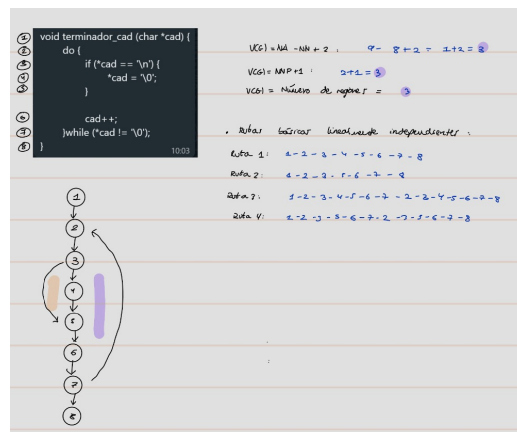 ① void terminador_cad (char *cad) {
② do {
③ if (*cad == '\n') {
④ *cad = '\0';
⑤ }
⑥ cad++;
⑦ }while (*cad != '\0');
⑧ }
10:03
V(G) = NA - NN + 2 : 9 - 8 + 2 = 1+2 = 3
V(G) = NNP + 1 : 2+1 = 3
V(G) = Número de regiones = 3
. Rutas básicas linealmente independientes :
Ruta 1: 1-2-3-4-5-6-7-8
Ruta 2: 1-2-3-5-6-7-8
Ruta 3: 1-2-3-4-5-6-7-2-3-4-5-6-7-8
Ruta 4: 1-2-3-5-6-7-2-3-5-6-7-8
1
2
3
4
5
6
7
8